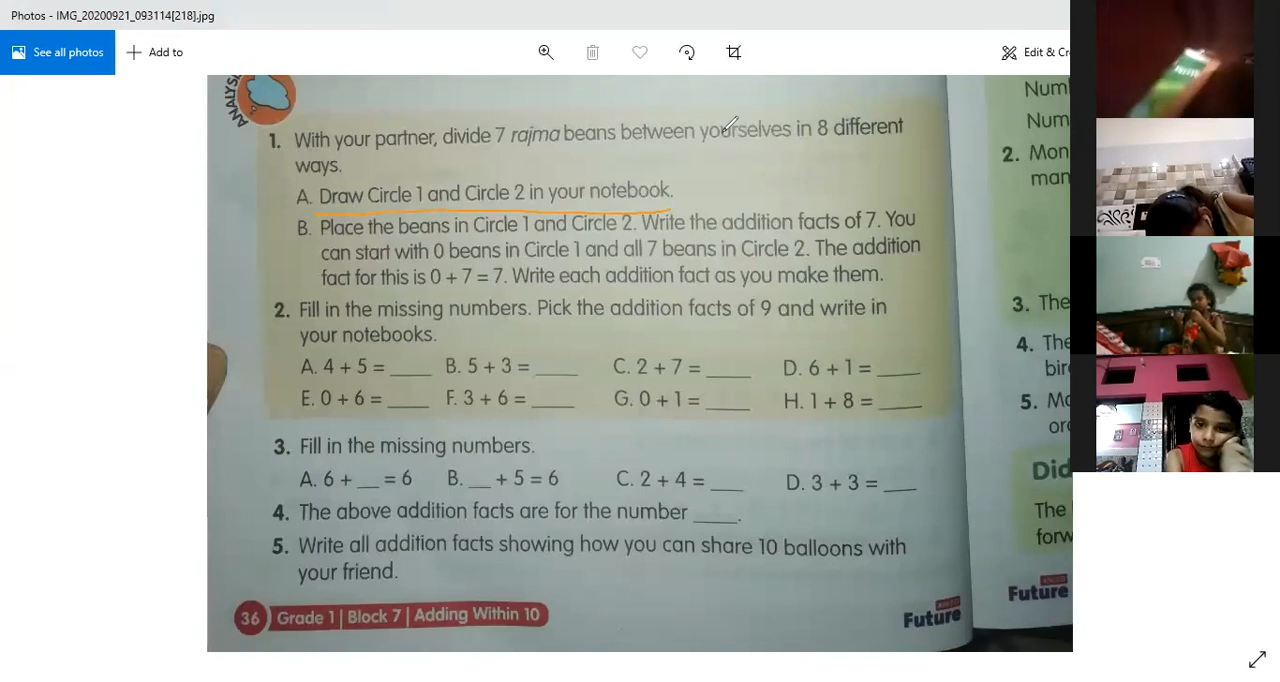 Photos - IMG_20200921_093114[218].jpg
See all photos
Add to
Edit & Cr
ANALYSI
1. With your partner, divide 7 rajma beans between yourselves in 8 different
ways.
A. Draw Circle 1 and Circle 2 in your notebook.
B. Place the beans in Circle 1 and Circle 2. Write the addition facts of 7. You
can start with 0 beans in Circle 1 and all 7 beans in Circle 2. The addition
fact for this is 0 + 7 = 7. Write each addition fact as you make them.
2. Fill in the missing numbers. Pick the addition facts of 9 and write in
your notebooks.
A. 4 + 5 = ____ B. 5 + 3 = ____ C. 2 + 7 = ____ D. 6 + 1 = ____
E. 0 + 6 = ____ F. 3 + 6 = ____ G. 0 + 1 = ____ H. 1 + 8 = ____
3. Fill in the missing numbers.
A. 6 + __ = 6 B. __ + 5 = 6 C. 2 + 4 = ___ D. 3 + 3 = ___
4. The above addition facts are for the number ____.
5. Write all addition facts showing how you can share 10 balloons with
your friend.
36 Grade 1 | Block 7 | Adding Within 10
Future
Num
Num
2. Mon
man
3. The
4. The
bir
5. Mo
or
Did
The
forw
Future